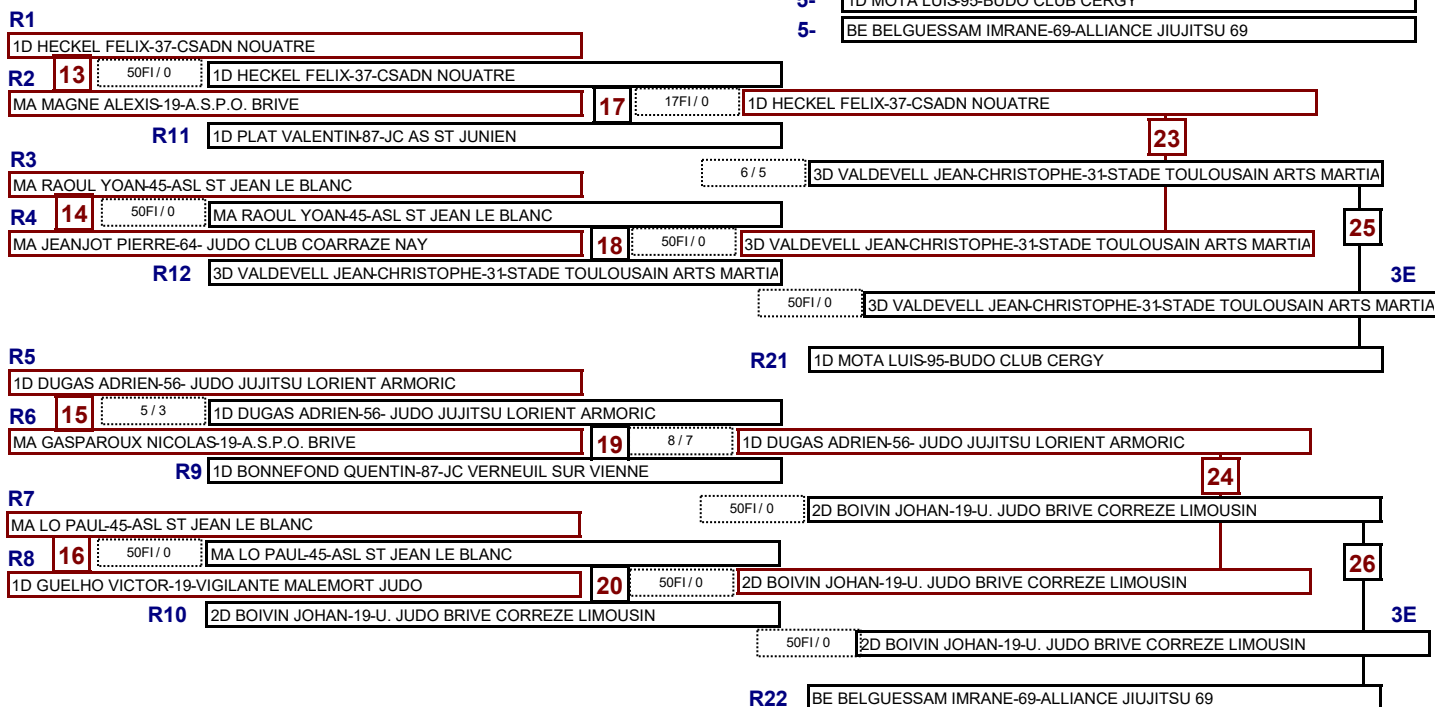 5- 1D MOTA LUIS-95-BUDO CLUB CERGY
R1
5- BE BELGUESSAM IMRANE-69-ALLIANCE JIUJITSU 69
1D HECKEL FELIX-37-CSADN NOUATRE
R2 13 50FI / 0 1D HECKEL FELIX-37-CSADN NOUATRE
MA MAGNE ALEXIS-19-A.S.P.O. BRIVE 17 17FI / 0 1D HECKEL FELIX-37-CSADN NOUATRE
R11 1D PLAT VALENTIN-87-JC AS ST JUNIEN 23
R3
6 / 5 3D VALDEVELL JEAN-CHRISTOPHE-31-STADE TOULOUSAIN ARTS MARTIA
MA RAOUL YOAN-45-ASL ST JEAN LE BLANC
R4 14 50FI / 0 MA RAOUL YOAN-45-ASL ST JEAN LE BLANC 25
MA JEANJOT PIERRE-64- JUDO CLUB COARRAZE NAY 18 50FI / 0 3D VALDEVELL JEAN-CHRISTOPHE-31-STADE TOULOUSAIN ARTS MARTIA
R12 3D VALDEVELL JEAN-CHRISTOPHE-31-STADE TOULOUSAIN ARTS MARTIA 3E
50FI / 0 3D VALDEVELL JEAN-CHRISTOPHE-31-STADE TOULOUSAIN ARTS MARTIA
R5
R21 1D MOTA LUIS-95-BUDO CLUB CERGY
1D DUGAS ADRIEN-56- JUDO JUJITSU LORIENT ARMORIC
R6 15 5 / 3 1D DUGAS ADRIEN-56- JUDO JUJITSU LORIENT ARMORIC
MA GASPAROUX NICOLAS-19-A.S.P.O. BRIVE 19 8 / 7 1D DUGAS ADRIEN-56- JUDO JUJITSU LORIENT ARMORIC
R9 1D BONNEFOND QUENTIN-87-JC VERNEUIL SUR VIENNE 24
R7
50FI / 0 2D BOIVIN JOHAN-19-U. JUDO BRIVE CORREZE LIMOUSIN
MA LO PAUL-45-ASL ST JEAN LE BLANC
R8 16 50FI / 0 MA LO PAUL-45-ASL ST JEAN LE BLANC 26
1D GUELHO VICTOR-19-VIGILANTE MALEMORT JUDO 20 50FI / 0 2D BOIVIN JOHAN-19-U. JUDO BRIVE CORREZE LIMOUSIN
R10 2D BOIVIN JOHAN-19-U. JUDO BRIVE CORREZE LIMOUSIN 3E
50FI / 0 2D BOIVIN JOHAN-19-U. JUDO BRIVE CORREZE LIMOUSIN
R22 BE BELGUESSAM IMRANE-69-ALLIANCE JIUJITSU 69